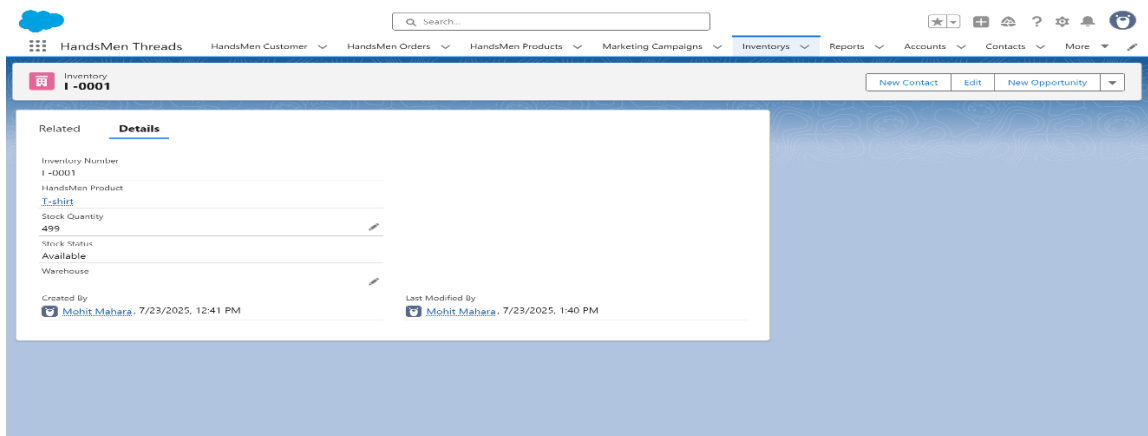 Search...
HandsMen Threads HandsMen Customer HandsMen Orders HandsMen Products Marketing Campaigns Inventorys Reports Accounts Contacts More
Inventory
I -0001
New Contact Edit New Opportunity
Related Details
Inventory Number
I -0001
HandsMen Product
T-shirt
Stock Quantity
499
Stock Status
Available
Warehouse
Created By
Mohit Mahara, 7/23/2025, 12:41 PM
Last Modified By
Mohit Mahara, 7/23/2025, 1:40 PM